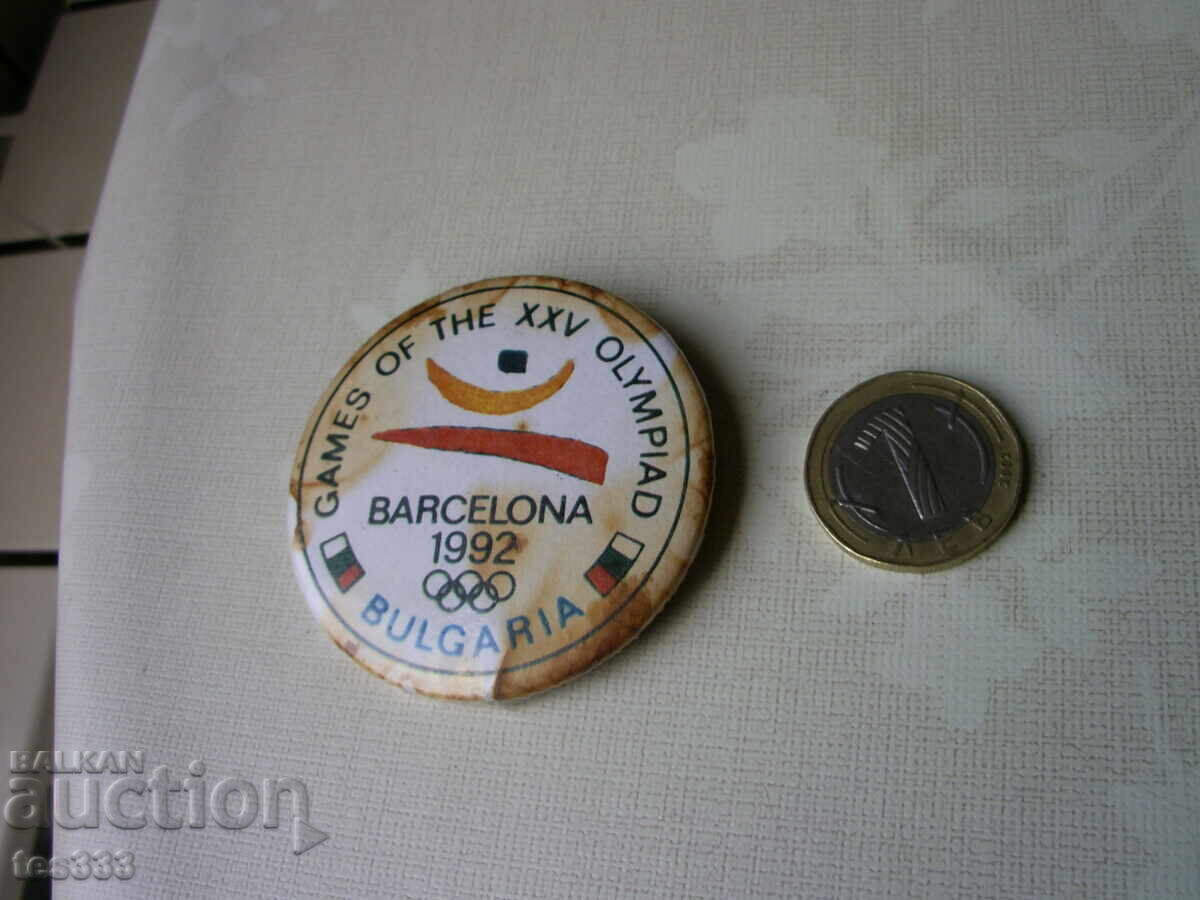 GAMES OF THE XXV OLYMPIAD
BARCELONA
1992
BULGARIA
BALKAN
auction
tes333